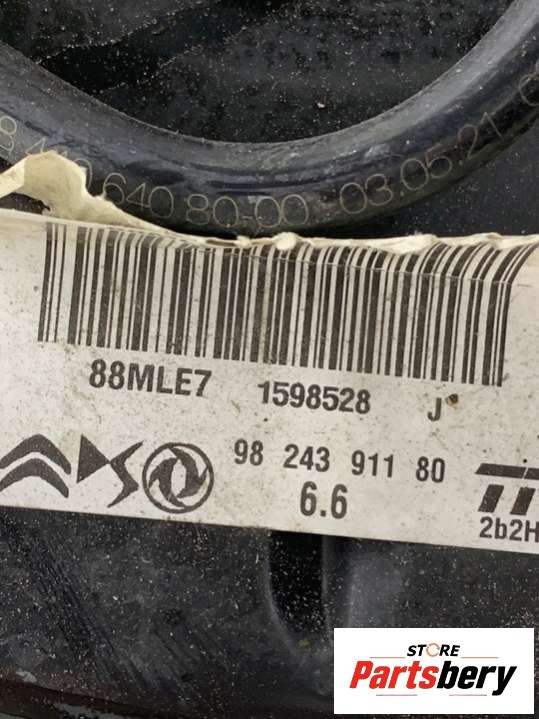 640 80-00 03.05.21
88MLE7 1598528 J
98 243 911 80
6.6
2b2H
STORE
Partsbery